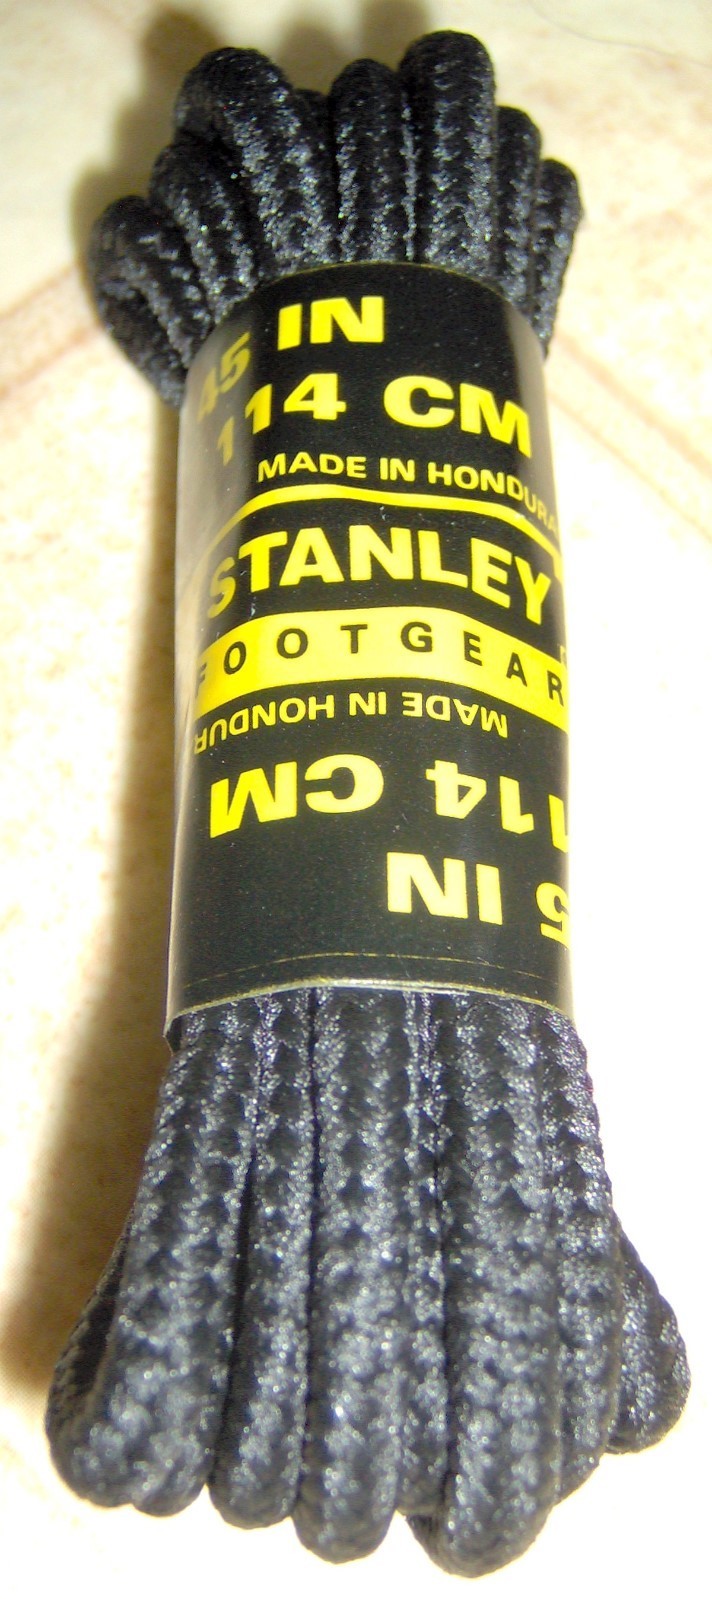 45 IN
114 CM
MADE IN HONDURA
STANLEY
FOOTGEAR
MADE IN HONDUR
114 CM
5 IN